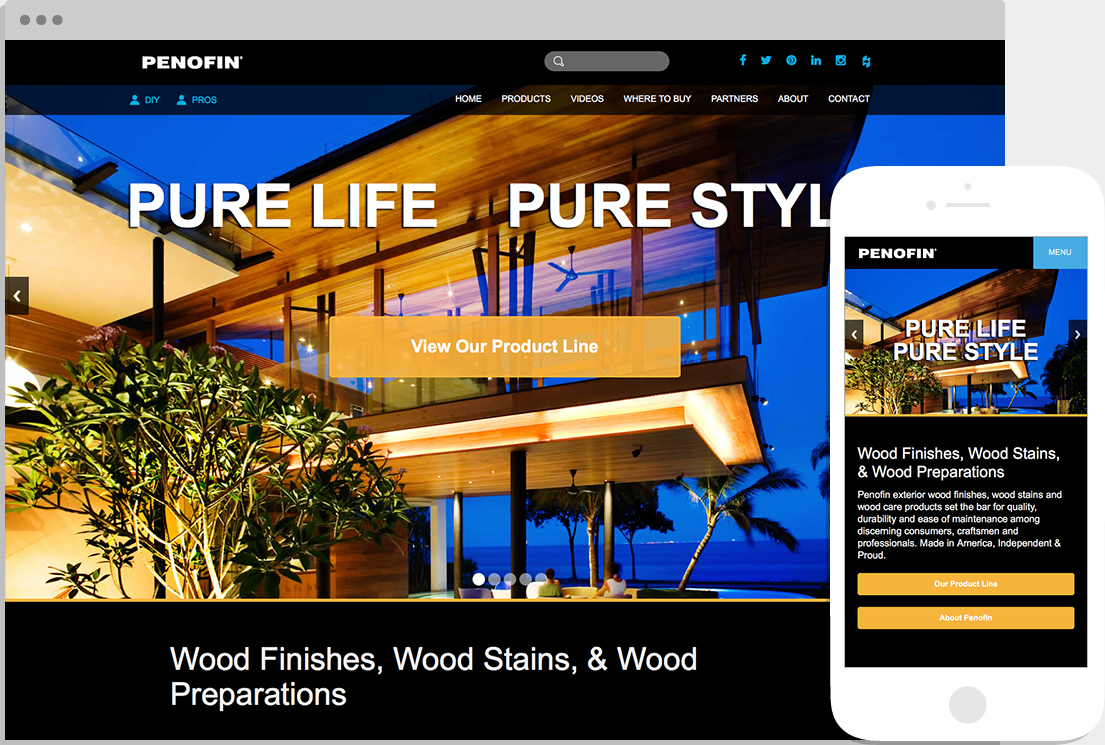 PENOFIN®
DIY PROS
HOME PRODUCTS VIDEOS WHERE TO BUY PARTNERS ABOUT CONTACT
PURE LIFE PURE STYL
View Our Product Line
Wood Finishes, Wood Stains, & Wood
Preparations
PENOFIN®
MENU
PURE LIFE
PURE STYLE
Wood Finishes, Wood Stains,
& Wood Preparations
Penofin exterior wood finishes, wood stains and
wood care products set the bar for quality,
durability and ease of maintenance among
discerning consumers, craftsmen and
professionals. Made in America, Independent &
Proud.
Our Product Line
About Penofin